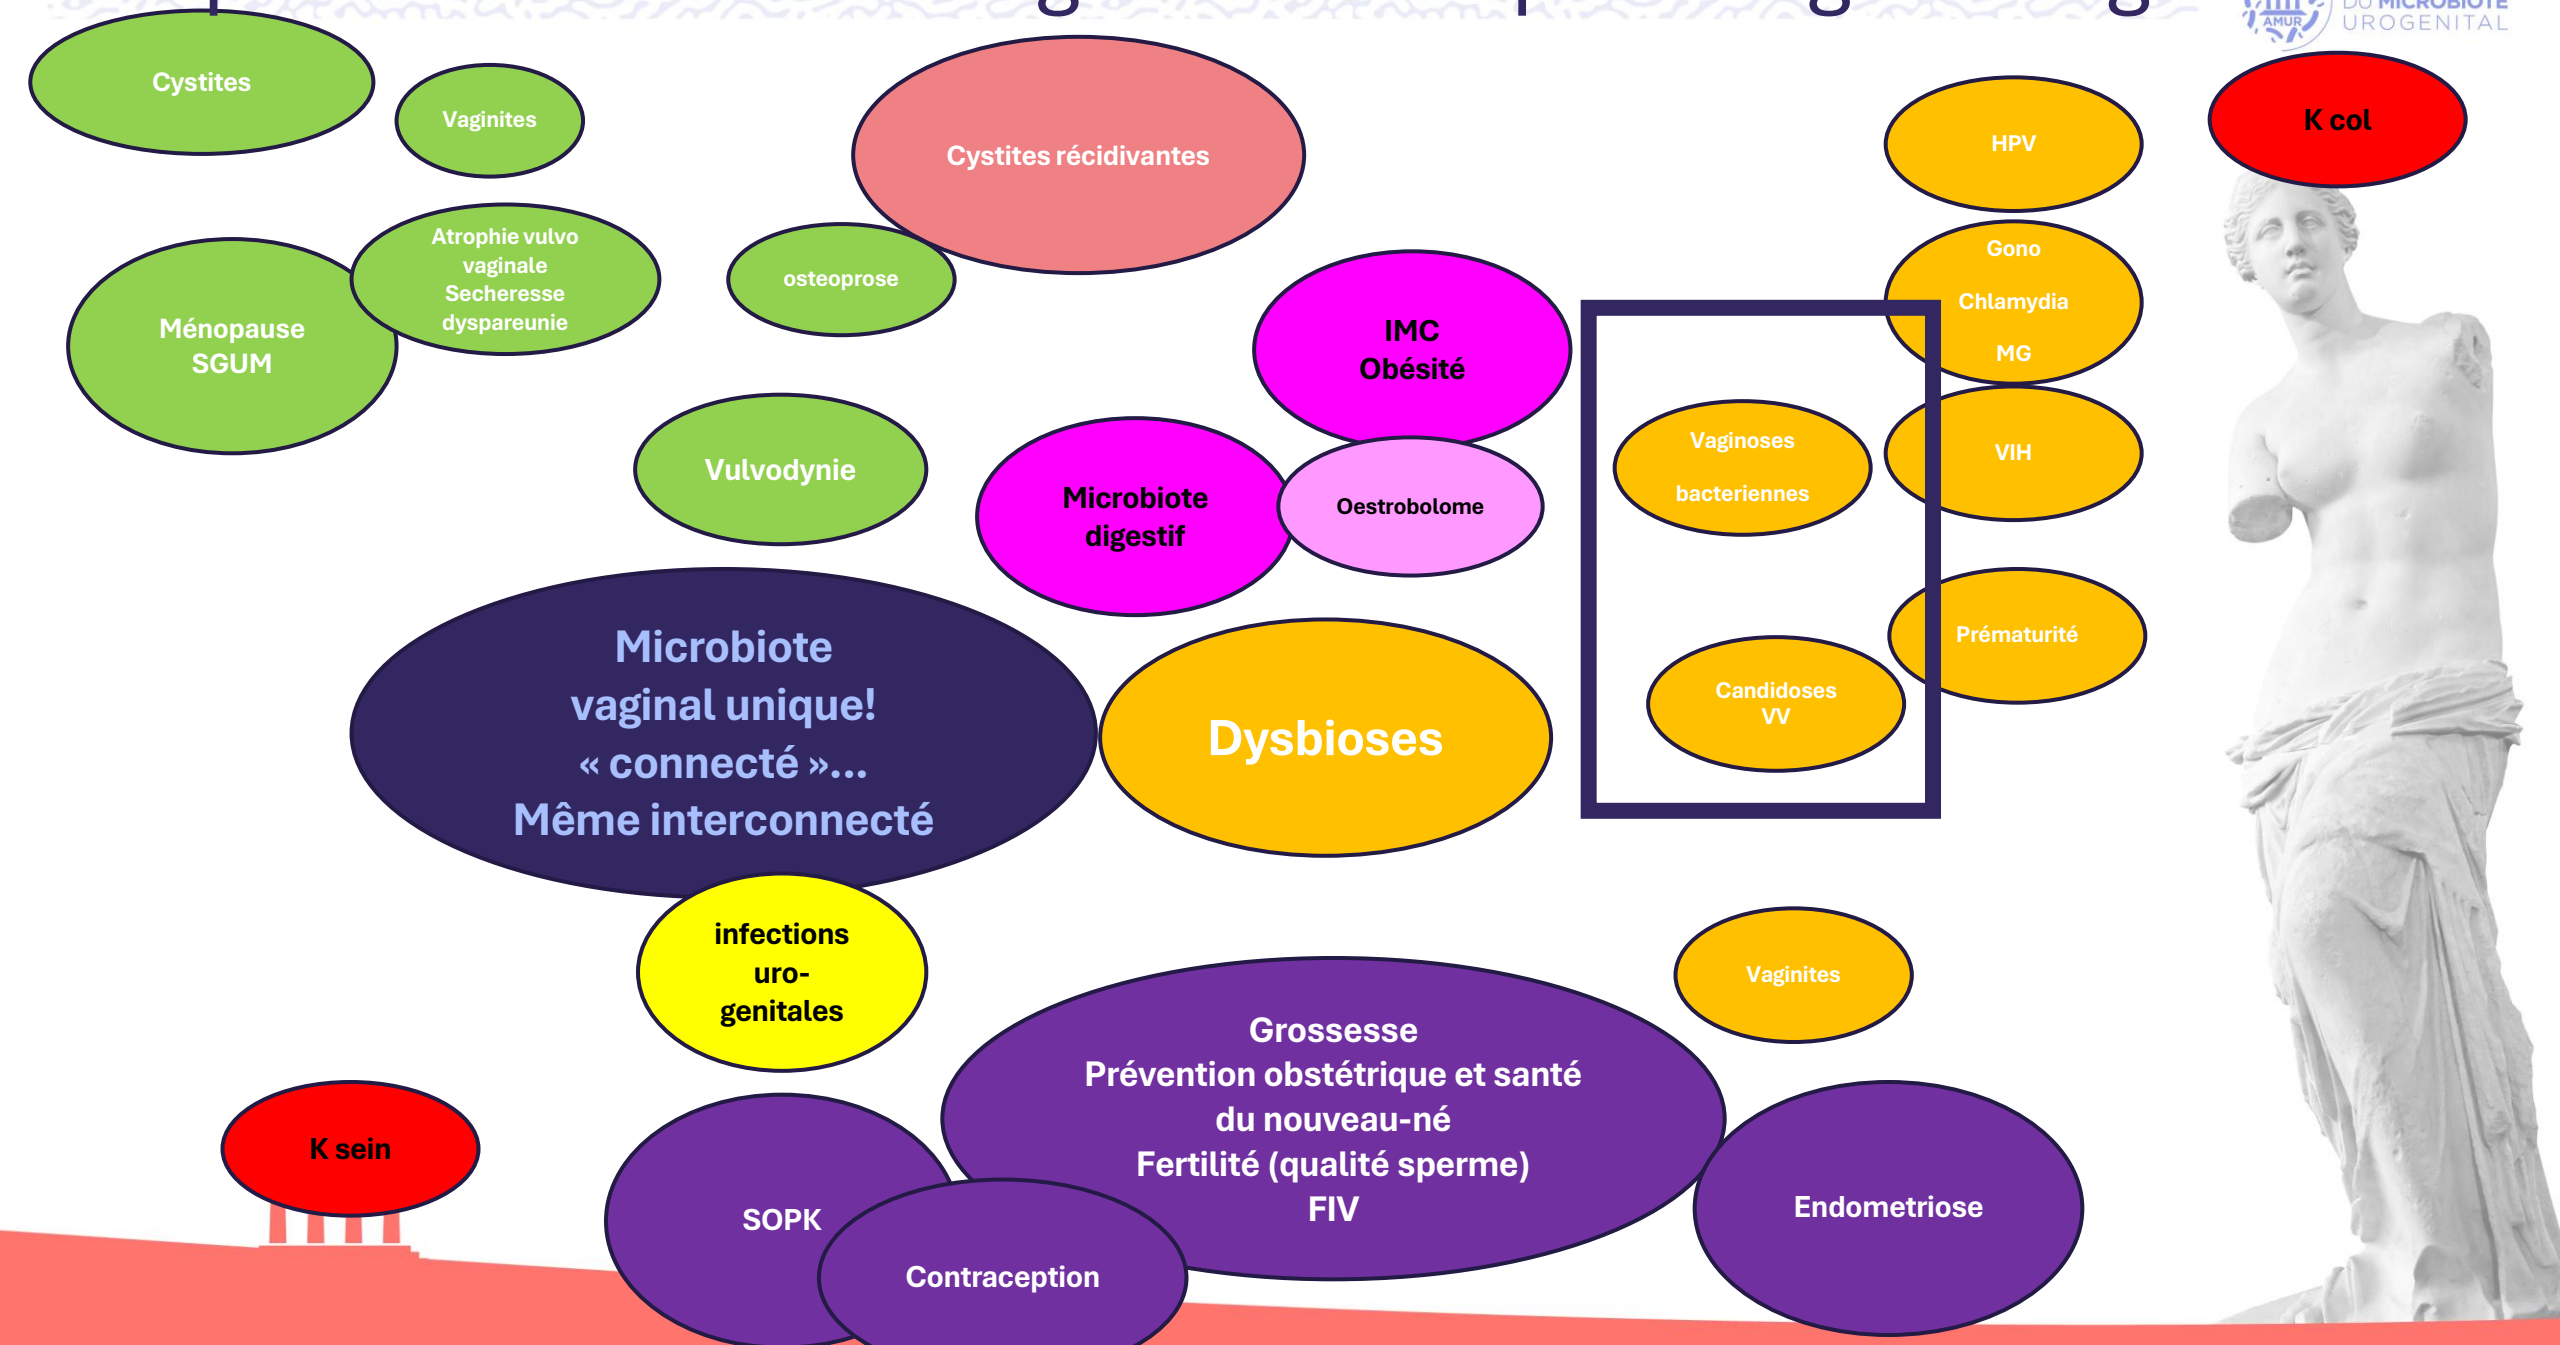 DU MICROBIOTE
AMUR
UROGENITAL
Cystites
Vaginites
Cystites récidivantes
HPV
K col
Atrophie vulvo
vaginale
Secheresse
dyspareunie
Ménopause
SGUM
osteoprose
IMC
Obésité
Gono
Chlamydia
MG
Vulvodynie
Microbiote
digestif
Oestrobolome
Vaginoses
bacteriennes
VIH
Microbiote
vaginal unique!
« connecté »...
Même interconnecté
Dysbioses
Candidoses
VV
Prématurité
infections
uro-
genitales
Vaginites
Grossesse
Prévention obstétrique et santé
du nouveau-né
Fertilité (qualité sperme)
FIV
K sein
SOPK
Contraception
Endometriose